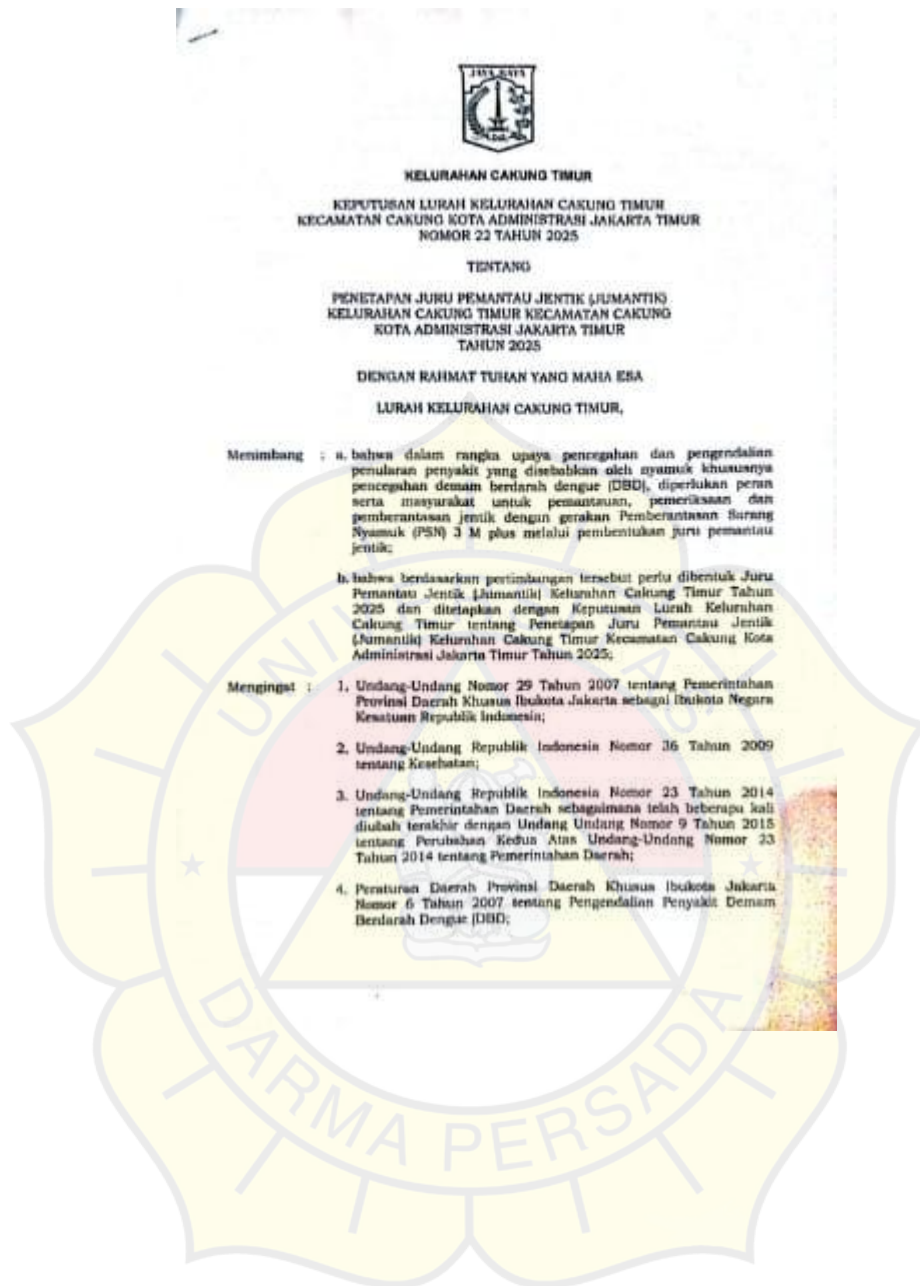 JAYA RAYA
KELURAHAN CAKUNG TIMUR
KEPUTUSAN LURAH KELURAHAN CAKUNG TIMUR
KECAMATAN CAKUNG KOTA ADMINISTRASI JAKARTA TIMUR
NOMOR 22 TAHUN 2025
TENTANG
PENETAPAN JURU PEMANTAU JENTIK (JUMANTIK)
KELURAHAN CAKUNG TIMUR KECAMATAN CAKUNG
KOTA ADMINISTRASI JAKARTA TIMUR
TAHUN 2025
DENGAN RAHMAT TUHAN YANG MAHA ESA
LURAH KELURAHAN CAKUNG TIMUR,
Menimbang : a. bahwa dalam rangka upaya pencegahan dan pengendalian
penularan penyakit yang disebabkan oleh nyamuk khususnya
pencegahan demam berdarah dengue (DBD), diperlukan peran
serta masyarakat untuk pemantauan, pemeriksaan dan
pemberantasan jentik dengan gerakan Pemberantasan Sarang
Nyamuk (PSN) 3 M plus melalui pembentukan juru pemantau
jentik;
b. bahwa berdasarkan pertimbangan tersebut perlu dibentuk Juru
Pemantau Jentik (Jumantik) Kelurahan Cakung Timur Tahun
2025 dan ditetapkan dengan Keputusan Lurah Kelurahan
Cakung Timur tentang Penetapan Juru Pemantau Jentik
(Jumantik) Kelurahan Cakung Timur Kecamatan Cakung Kota
Administrasi Jakarta Timur Tahun 2025;
Mengingat : 1. Undang-Undang Nomor 29 Tahun 2007 tentang Pemerintahan
Provinsi Daerah Khusus Ibukota Jakarta sebagai Ibukota Negara
Kesatuan Republik Indonesia;
2. Undang-Undang Republik Indonesia Nomor 36 Tahun 2009
tentang Kesehatan;
3. Undang-Undang Republik Indonesia Nomor 23 Tahun 2014
tentang Pemerintahan Daerah sebagaimana telah beberapa kali
diubah terakhir dengan Undang Undang Nomor 9 Tahun 2015
tentang Perubahan Kedua Atas Undang-Undang Nomor 23
Tahun 2014 tentang Pemerintahan Daerah;
4. Peraturan Daerah Provinsi Daerah Khusus Ibukota Jakarta
Nomor 6 Tahun 2007 tentang Pengendalian Penyakit Demam
Berdarah Dengue (DBD;
UNIVERSITAS
DARMA PERSADA